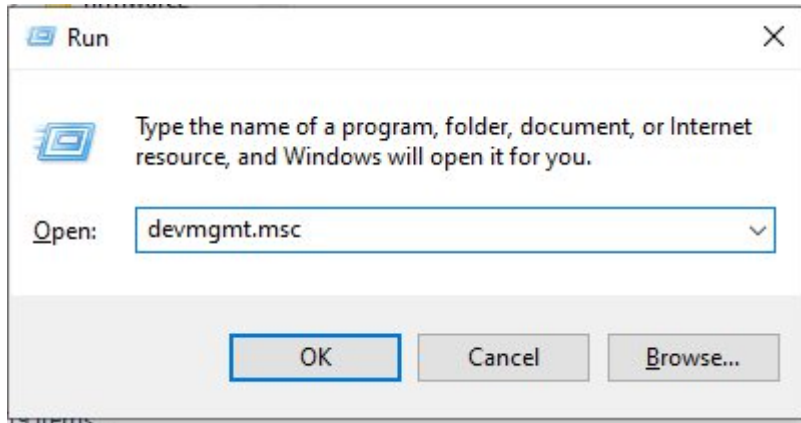 Run
Type the name of a program, folder, document, or Internet
resource, and Windows will open it for you.
Open: devmgmt.msc
OK Cancel Browse...
items